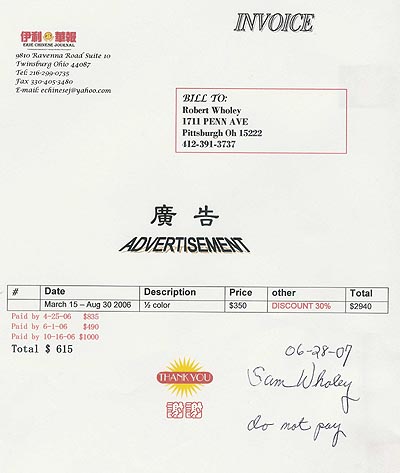 INVOICE
伊利華報
ERIE CHINESE JOURNAL
9810 Ravenna Road Suite 10
Twinsburg Ohio 44087
Tel: 216-299-0735
Fax 330-405-3480
E-mail: echinesej@yahoo.com
BILL TO:
Robert Wholey
1711 PENN AVE
Pittsburgh Oh 15222
412-391-3737
廣告
ADVERTISEMENT
# Date Description Price other Total
March 15 – Aug 30 2006 ½ color $350 DISCOUNT 30% $2940
Paid by 4-25-06 $835
Paid by 6-1-06 $490
Paid by 10-16-06 $1000
Total $ 615
06-28-07
Sam Wholey
do not pay
THANK YOU
謝謝